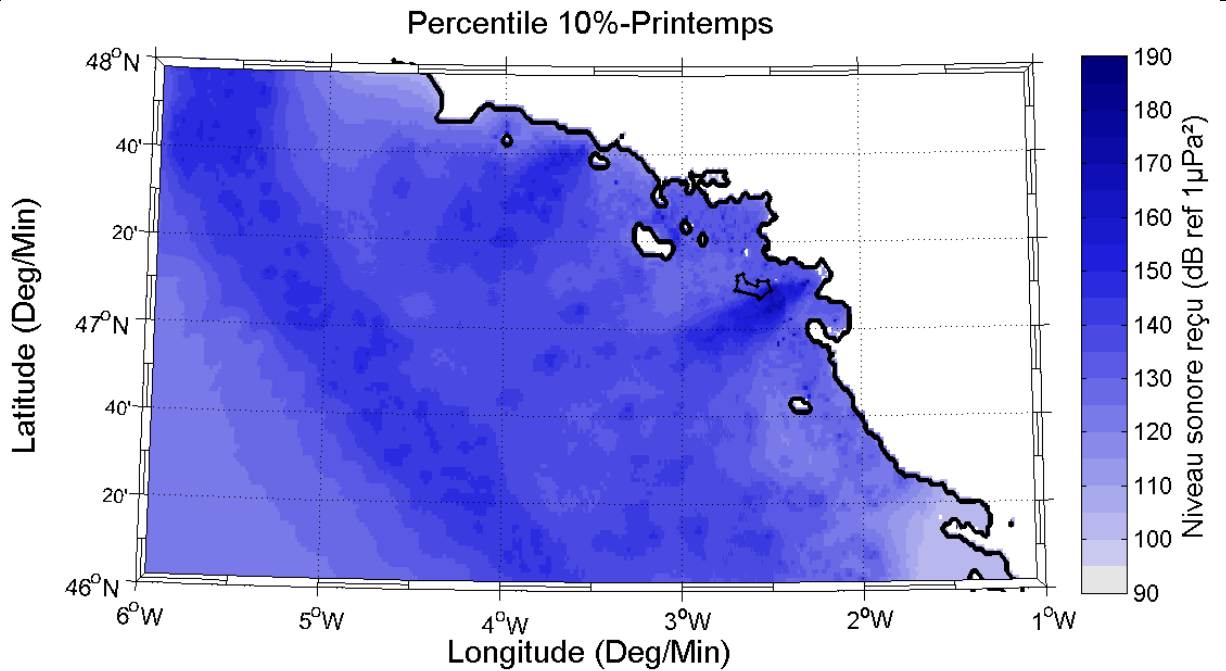 Percentile 10%-Printemps
48°N
40'
20'
47°N
40'
20'
46°N
6°W
5°W
4°W
3°W
2°W
1°W
Latitude (Deg/Min)
Longitude (Deg/Min)
190
180
170
160
150
140
130
120
110
100
90
Niveau sonore reçu (dB ref 1µPa²)